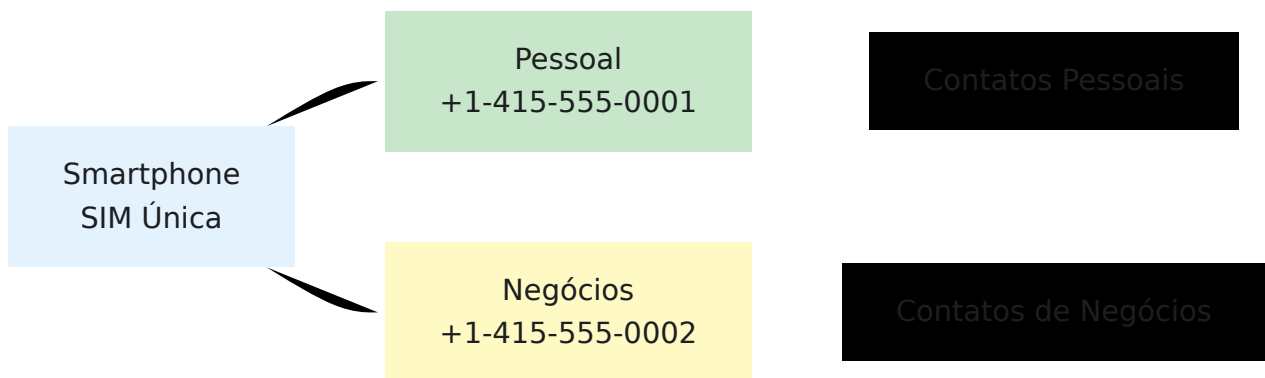 Smartphone
SIM Única
Pessoal
+1-415-555-0001
Contatos Pessoais
Negócios
+1-415-555-0002
Contatos de Negócios